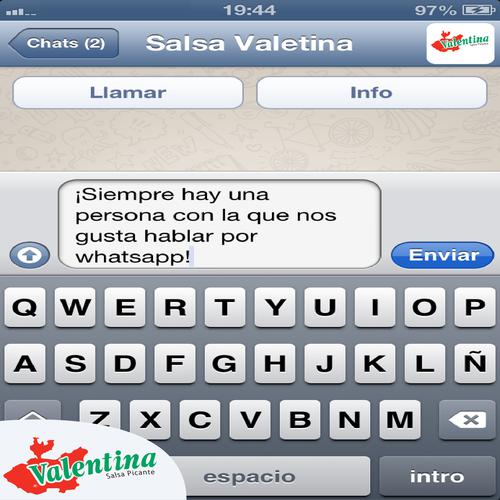 19:44
97%
Chats (2)
Salsa Valetina
Valentina
Llamar
Info
¡Siempre hay una
persona con la que nos
gusta hablar por
whatsapp!
Enviar
Q W E R T Y U I O P
A S D F G H J K L Ñ
Z X C V B N M
espacio
intro
Valentina
Salsa Picante